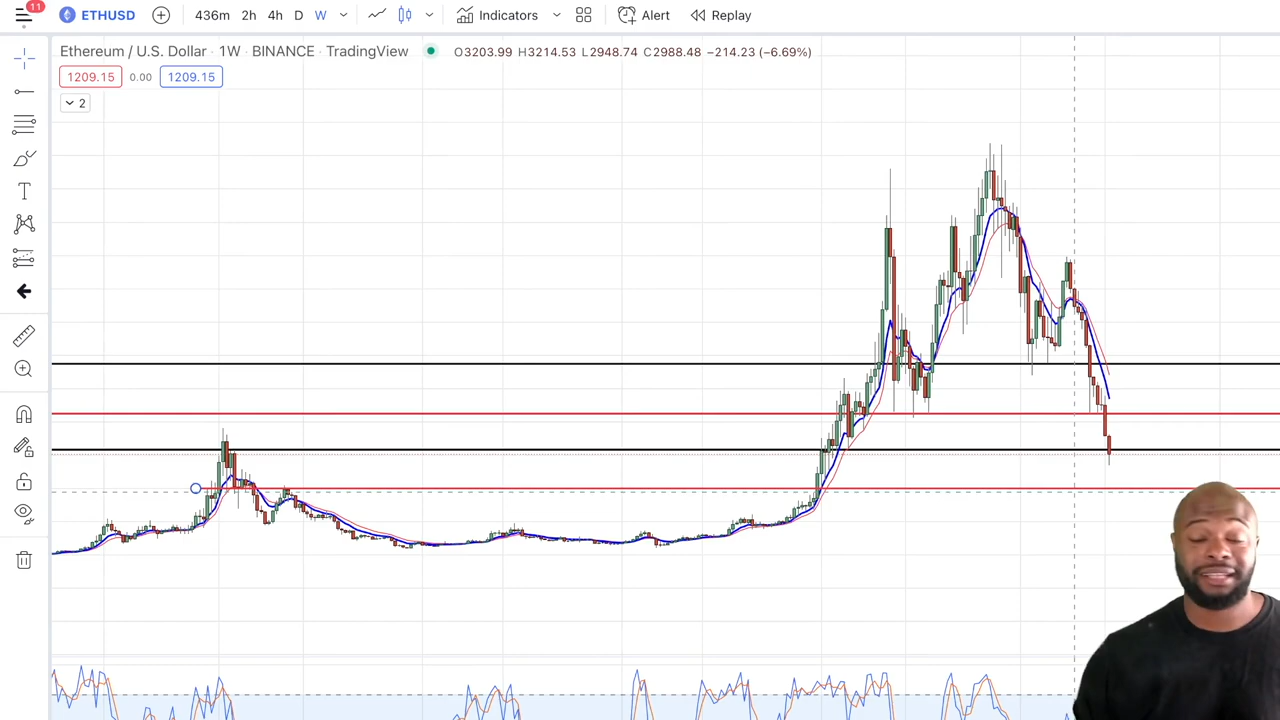 11
ETHUSD 436m 2h 4h D W Indicators Alert Replay
Ethereum / U.S. Dollar · 1W · BINANCE · TradingView O3203.99 H3214.53 L2948.74 C2988.48 −214.23 (−6.69%)
1209.15 0.00 1209.15
2
T